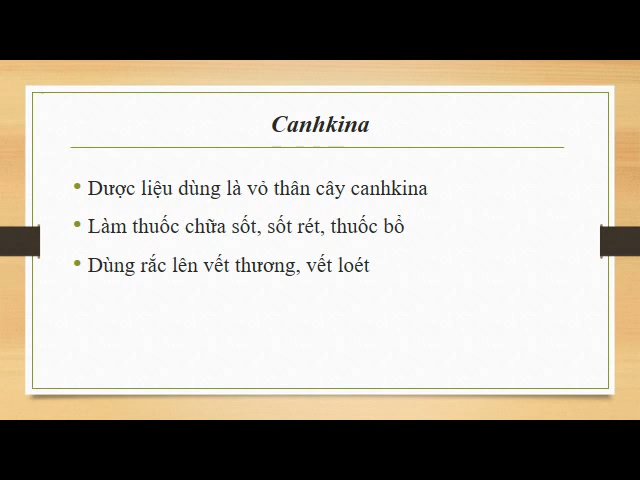 Canhkina
• Dược liệu dùng là vỏ thân cây canhkina
• Làm thuốc chữa sốt, sốt rét, thuốc bổ
• Dùng rắc lên vết thương, vết loét